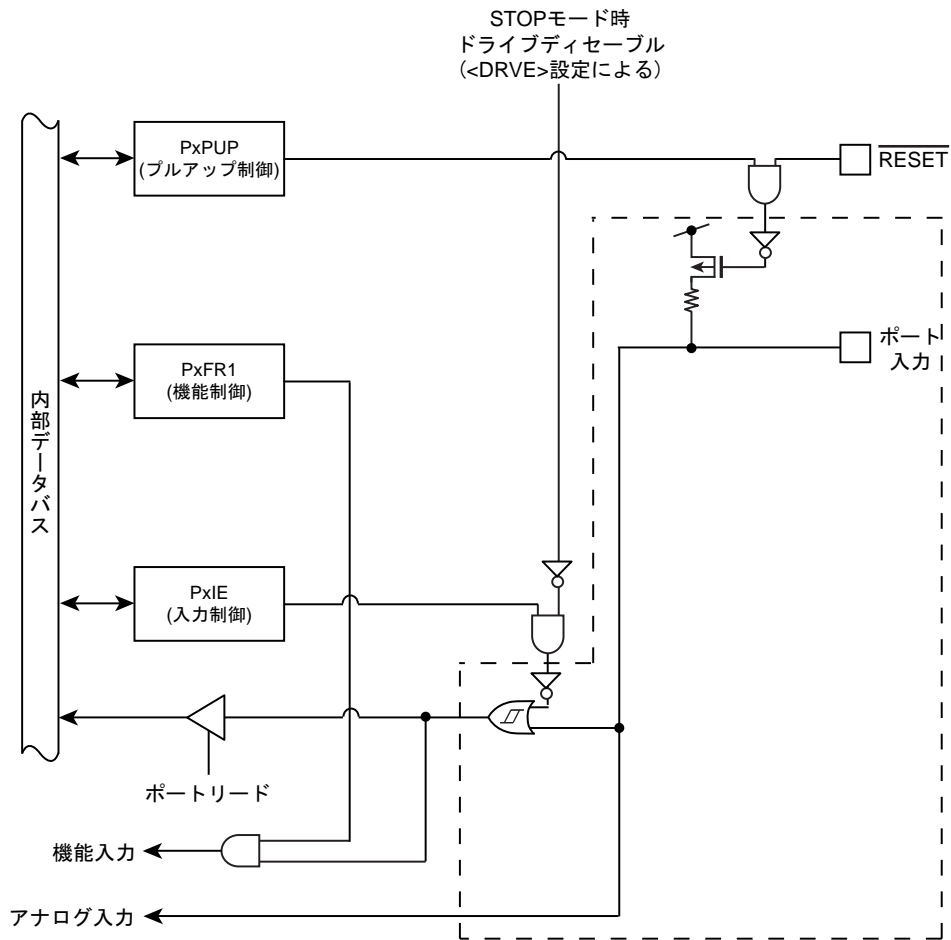 STOPモード時
ドライブディセーブル
(<DRVE>設定による)
PxPUP
(プルアップ制御)
RESET
ポート
入力
PxFR1
(機能制御)
内部データバス
PxIE
(入力制御)
ポートリード
機能入力
アナログ入力